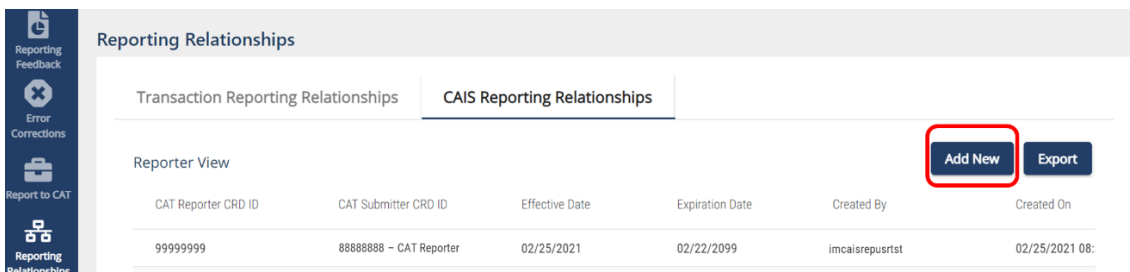 Reporting
Feedback
Error
Corrections
Report to CAT
Reporting
Relationships
Reporting Relationships
Transaction Reporting Relationships CAIS Reporting Relationships
Reporter View Add New Export
CAT Reporter CRD ID CAT Submitter CRD ID Effective Date Expiration Date Created By Created On
99999999 88888888 – CAT Reporter 02/25/2021 02/22/2099 imcaisrepusrtst 02/25/2021 08: